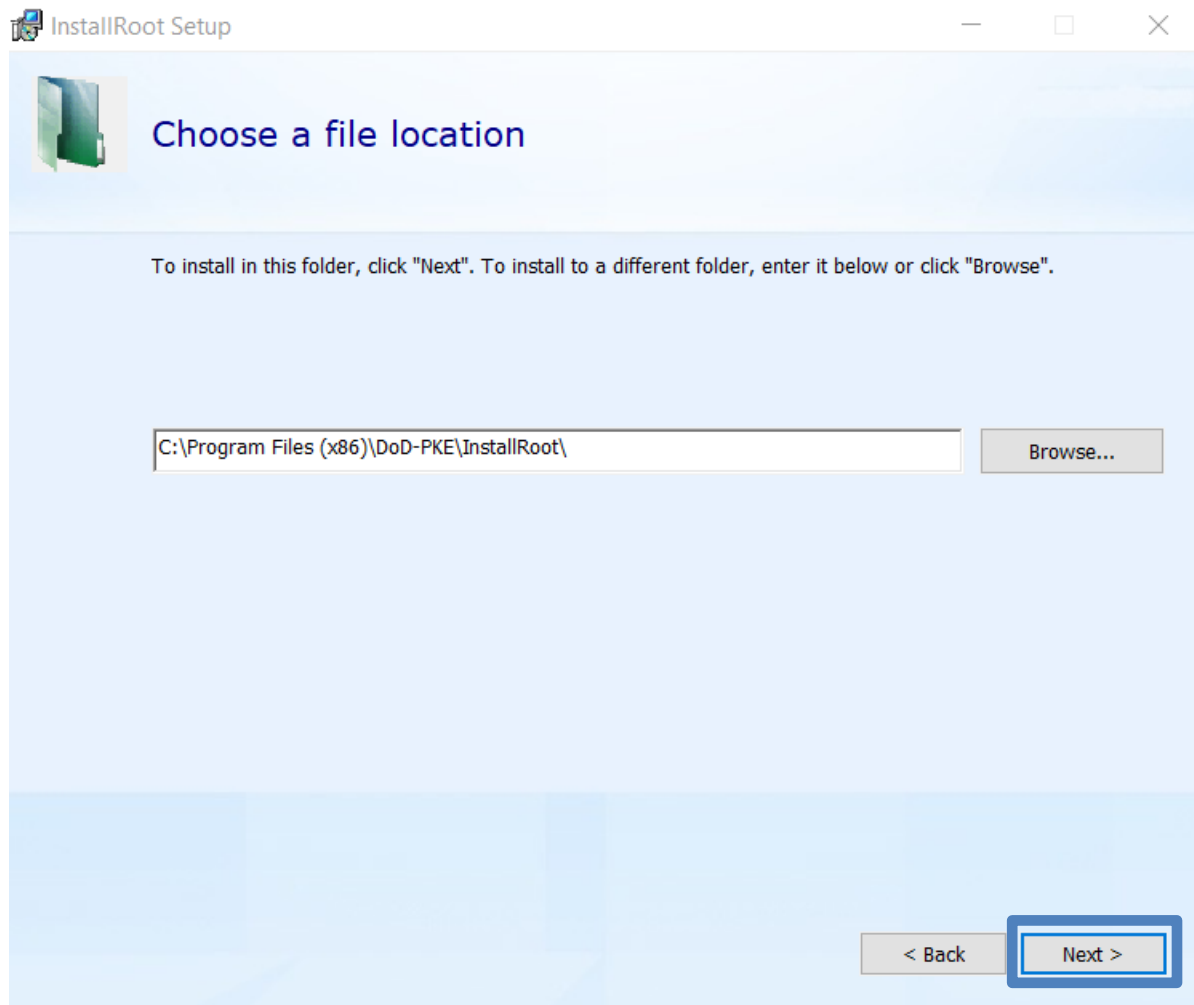 InstallRoot Setup
Choose a file location
To install in this folder, click "Next". To install to a different folder, enter it below or click "Browse".
C:\Program Files (x86)\DoD-PKE\InstallRoot\
Browse...
< Back
Next >